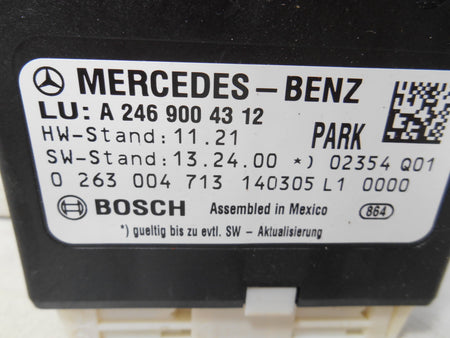 MERCEDES-BENZ
LU: A 246 900 43 12
HW-Stand: 11.21 PARK
SW-Stand: 13.24.00 *) 02354 Q01
0 263 004 713 140305 L1 0000
BOSCH Assembled in Mexico 864
*) gueltig bis zu evtl. SW - Aktualisierung